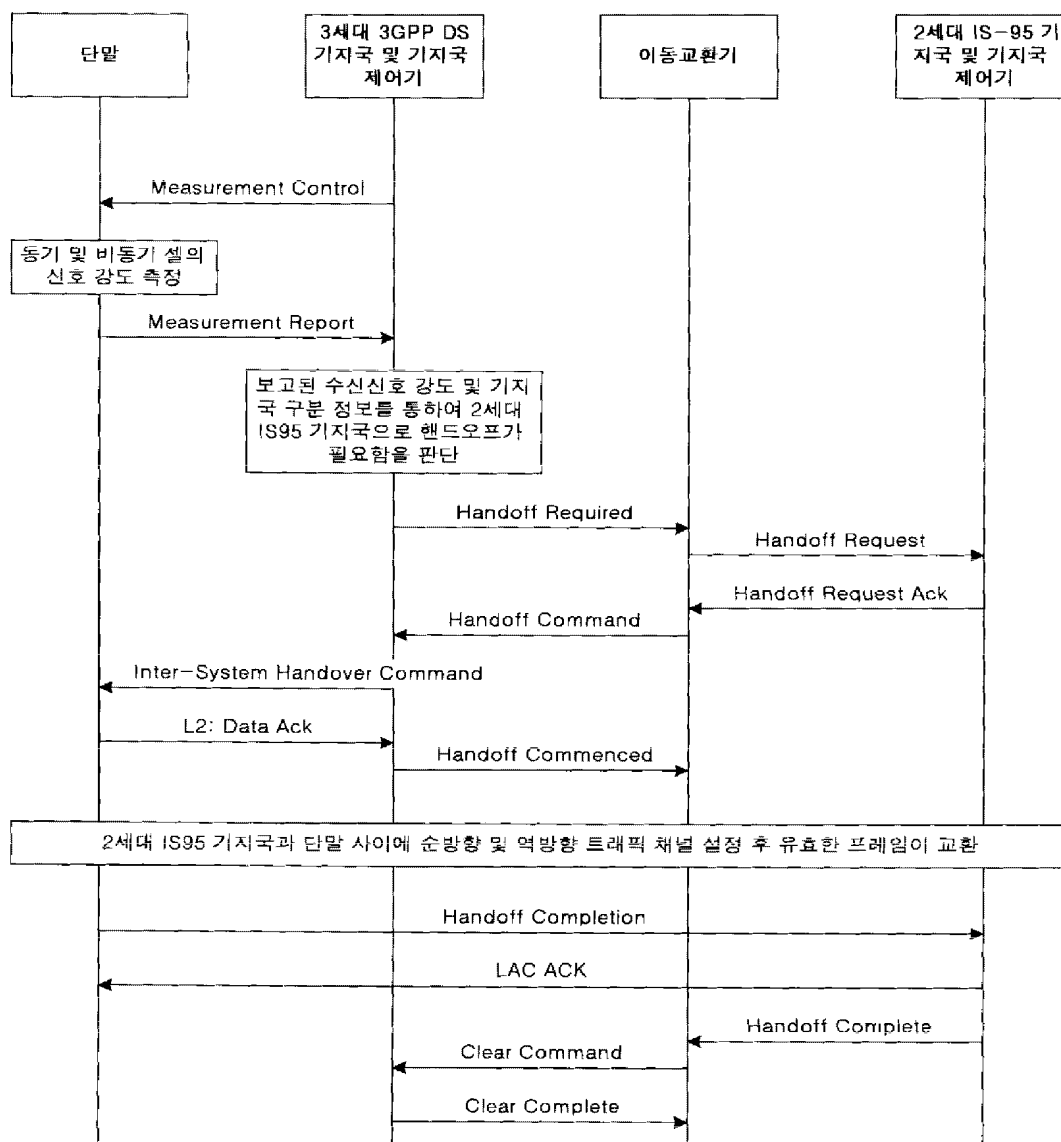 단말
3세대 3GPP DS
기지국 및 기지국
제어기
이동교환기
2세대 IS-95 기
지국 및 기지국
제어기
Measurement Control
동기 및 비동기 셀의
신호 강도 측정
Measurement Report
보고된 수신신호 강도 및 기지
국 구분 정보를 통하여 2세대
IS95 기지국으로 핸드오프가
필요함을 판단
Handoff Required
Handoff Request
Handoff Request Ack
Handoff Command
Inter-System Handover Command
L2: Data Ack
Handoff Commenced
2세대 IS95 기지국과 단말 사이에 순방향 및 역방향 트래픽 채널 설정 후 유효한 프레임이 교환
Handoff Completion
LAC ACK
Handoff Complete
Clear Command
Clear Complete